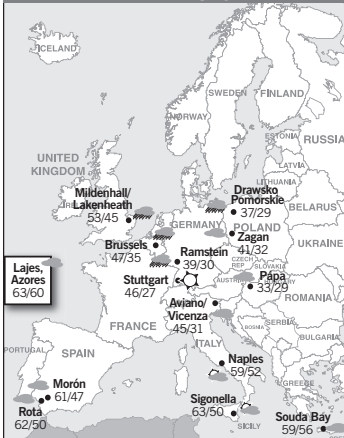 ICELAND
SWEDEN
FINLAND
NORWAY
ESTONIA
RUSSIA
LATVIA
LITHUANIA
UNITED
KINGDOM
Mildenhall/
Lakenheath
53/45
Drawsko
Pomorskie
37/29
BELARUS
GERMANY
POLAND
Zagan
41/32
Brussels
47/35
Ramstein
39/30
UKRAINE
CZECH
REP
SLOVAKIA
Lajes,
Azores
63/60
Stuttgart
46/27
Pápa
33/29
Aviano/
Vicenza
45/31
ROMANIA
FRANCE
BOSNIA
SERBIA
BULGARIA
ITALY
PORTUGAL
SPAIN
Naples
59/52
Morón
61/47
GREECE
Rota
62/50
Sigonella
63/50
SICILY
Souda Bay
59/56